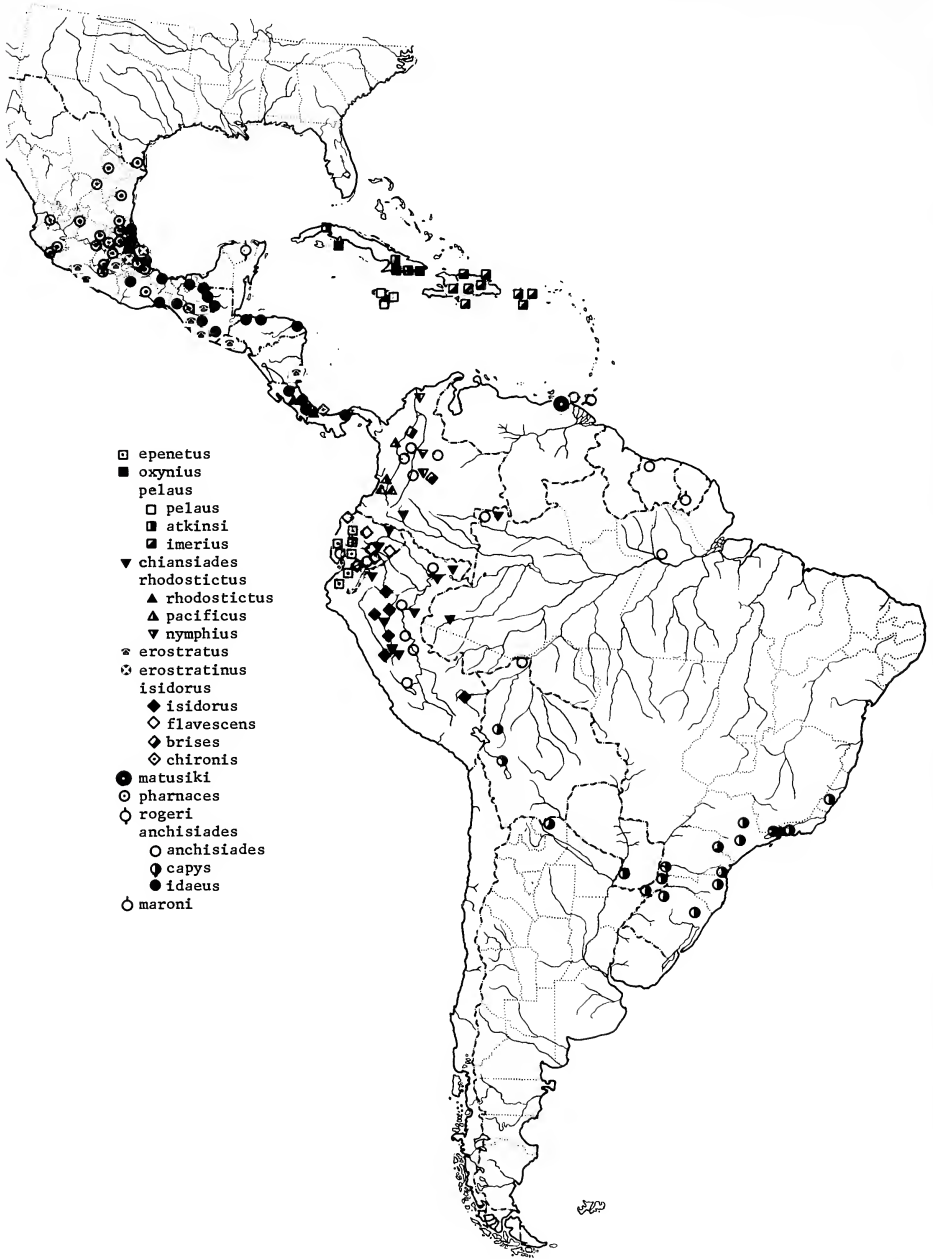 epenetus
oxynius
pelaus
pelaus
atkinsi
imerius
chiansiades
rhodostictus
rhodostictus
pacificus
nymphius
erostratus
erostratinus
isidorus
isidorus
flavescens
brises
chironis
matusiki
pharnaces
rogeri
anchisiades
anchisiades
capys
idaeus
maroni